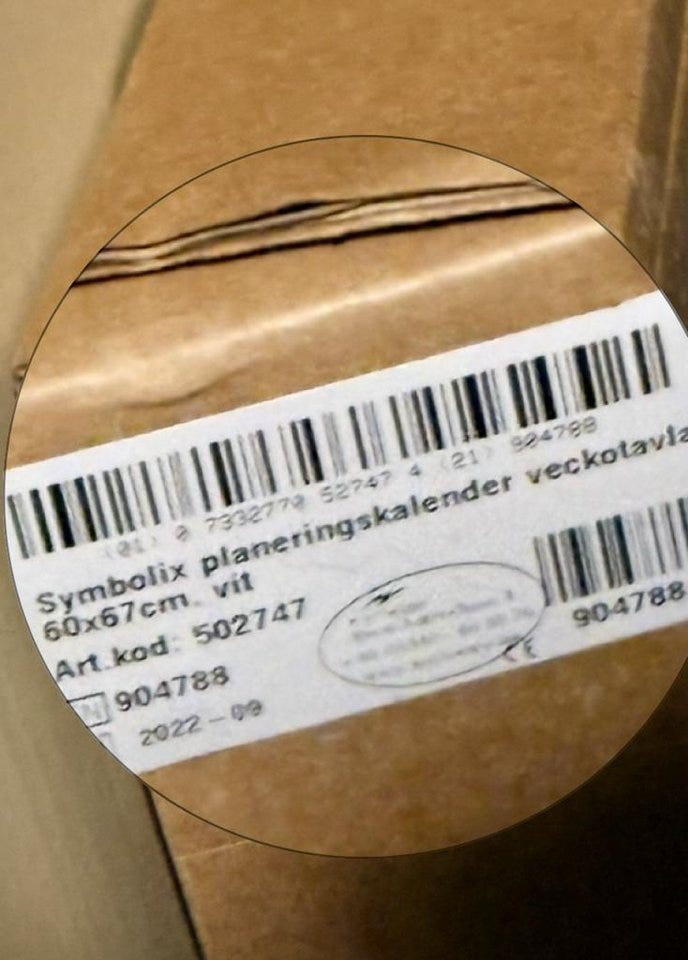 (01) 0 7332770 52747 4 (21) 904788
Symbolix planeringskalender veckotavla
60x67cm. vit
Art.kod: 502747
904788
904788
2022-09
CE